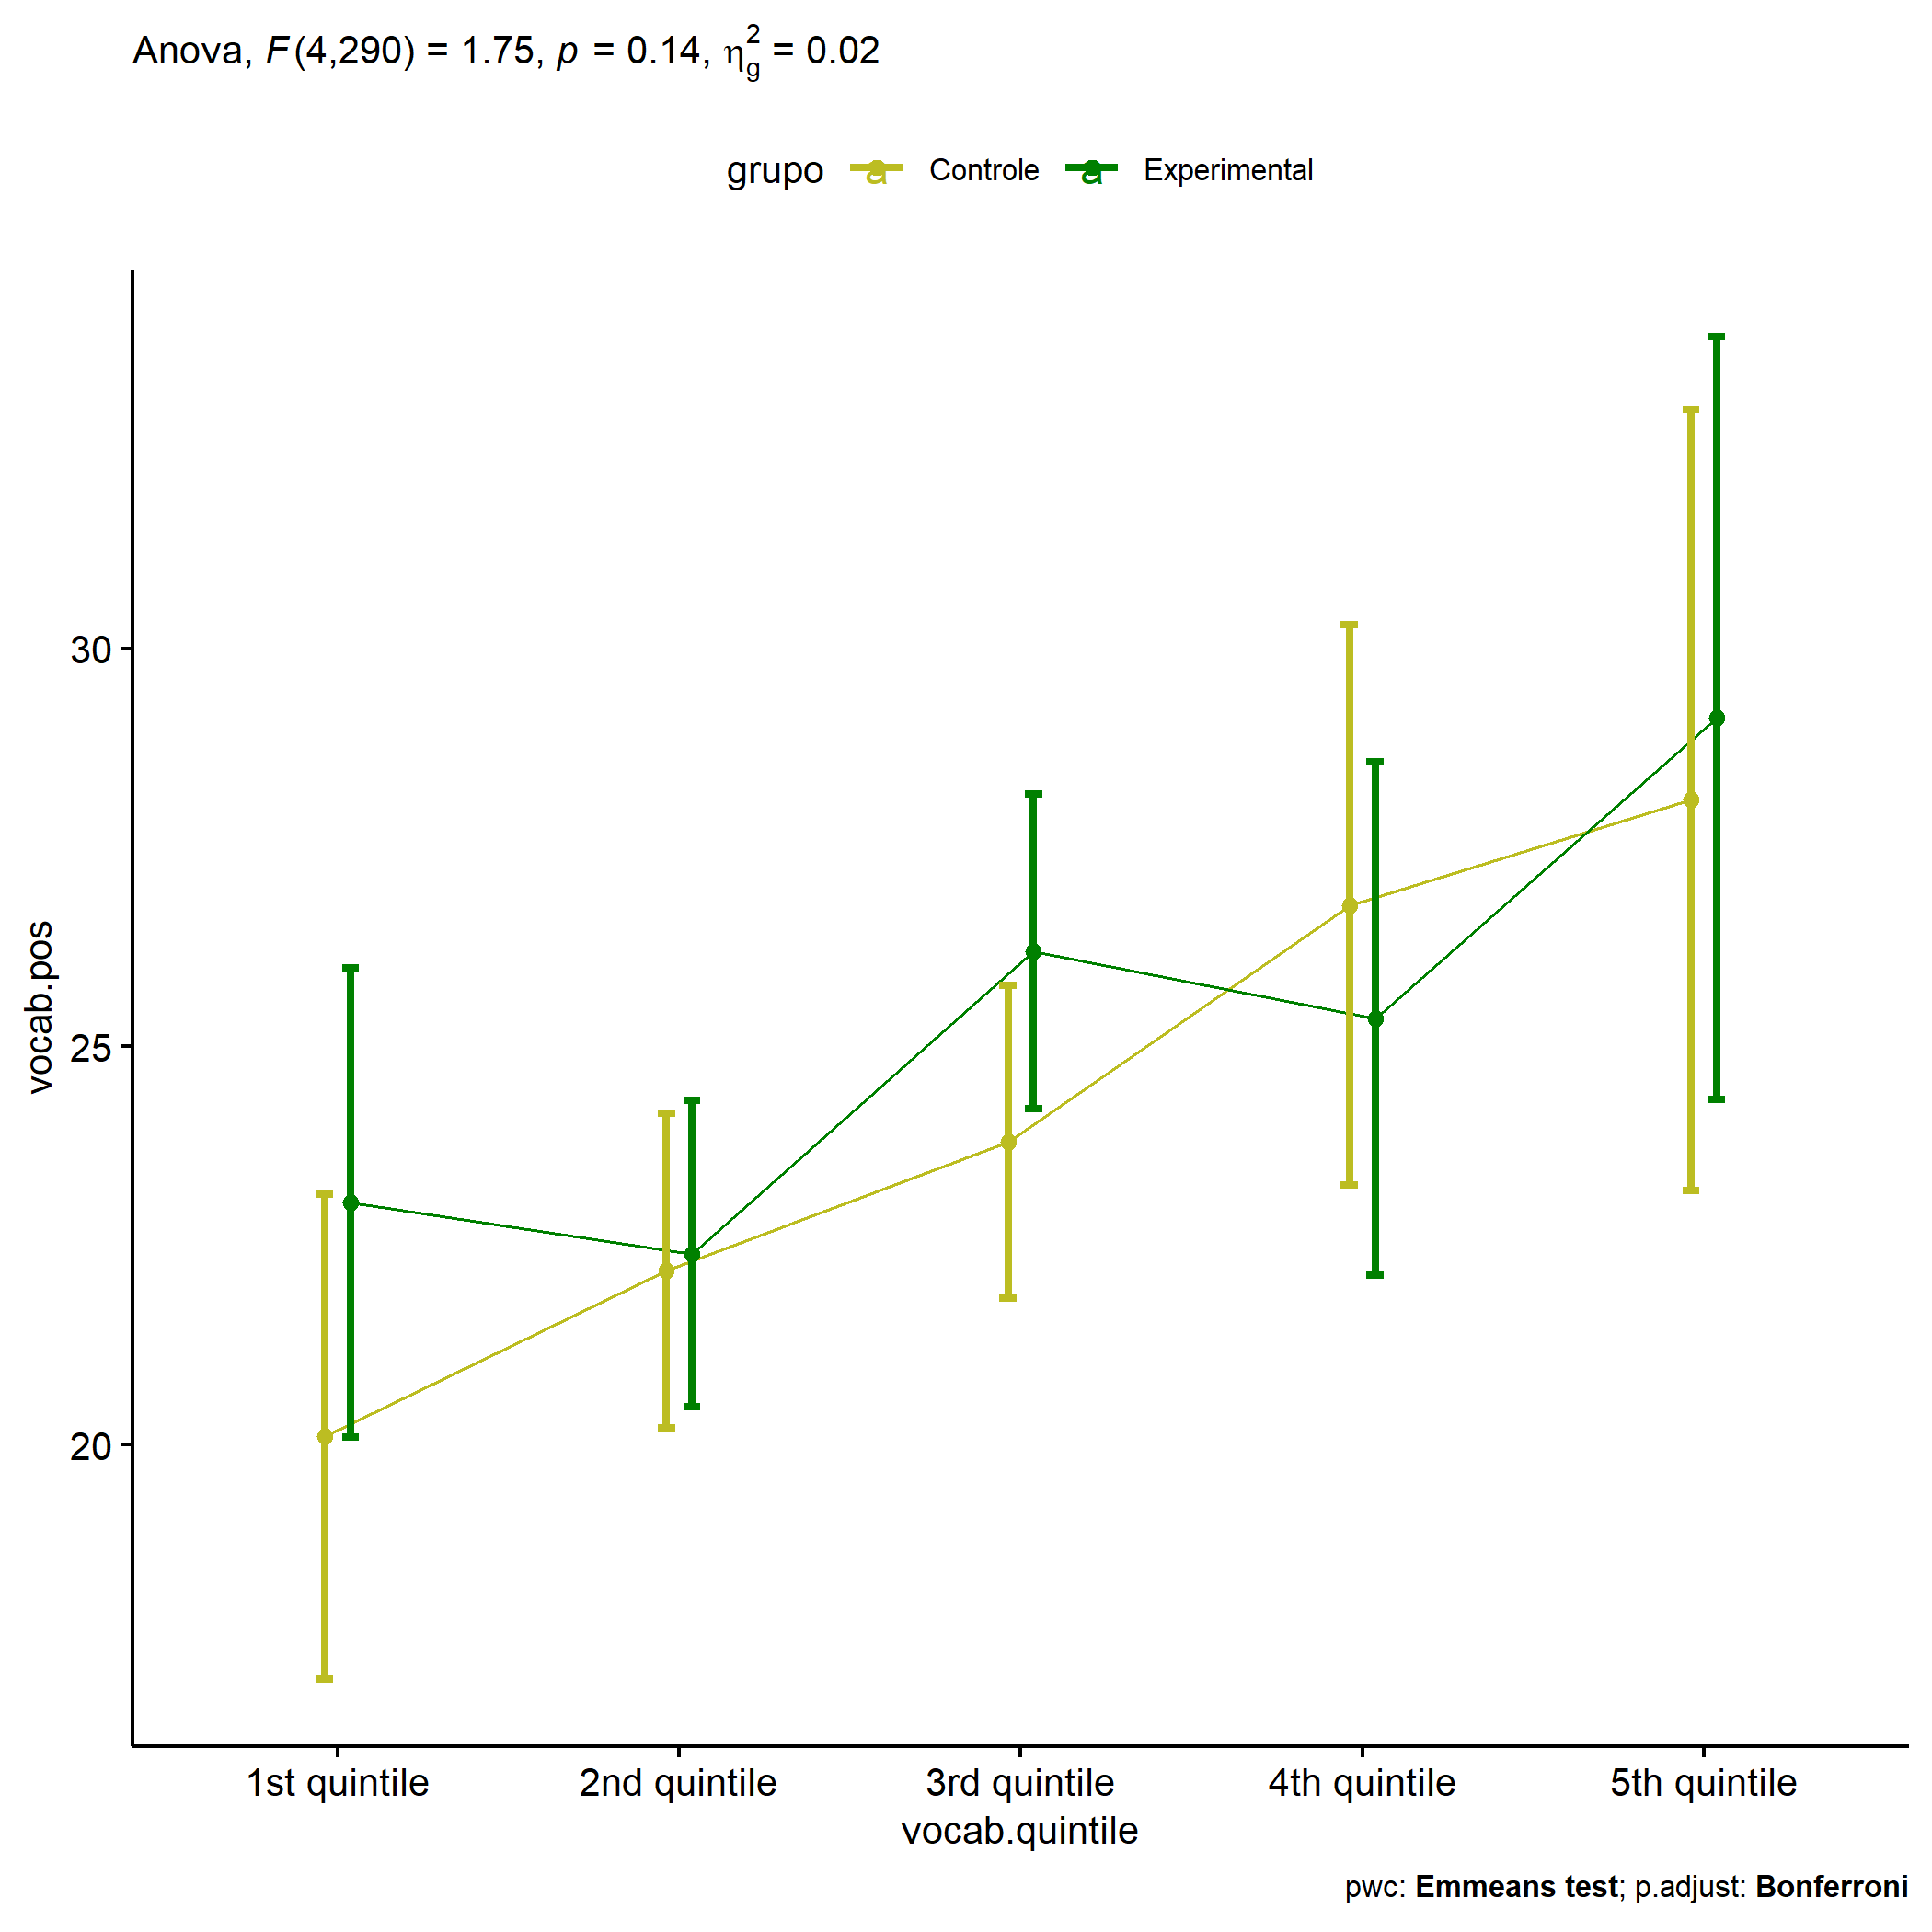 Anova, F(4,290) = 1.75, p = 0.14, η²g = 0.02
grupo a Controle a Experimental
30
25
20
vocab.pos
1st quintile 2nd quintile 3rd quintile 4th quintile 5th quintile
vocab.quintile
pwc: Emmeans test; p.adjust: Bonferroni